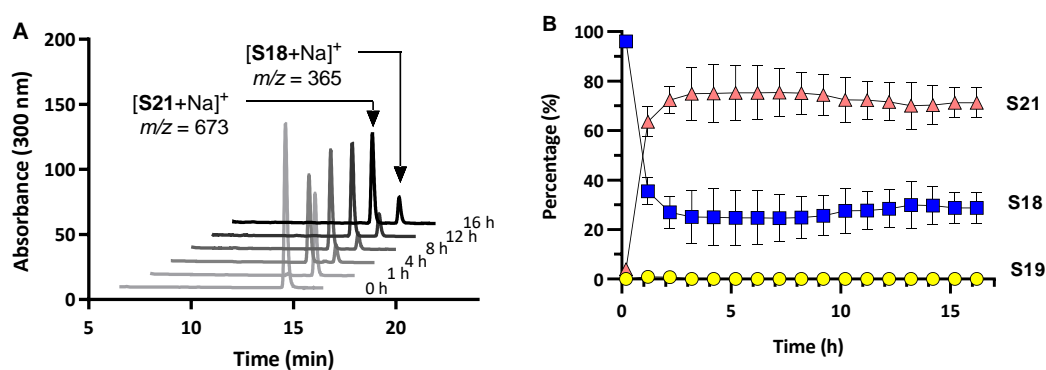 A
[S18+Na]+
m/z = 365
[S21+Na]+
m/z = 673
Absorbance (300 nm)
200
150
100
50
0
16 h
12 h
8 h
4 h
1 h
0 h
5
10
15
20
Time (min)
B
Percentage (%)
100
80
60
40
20
0
S21
S18
S19
0
5
10
15
Time (h)